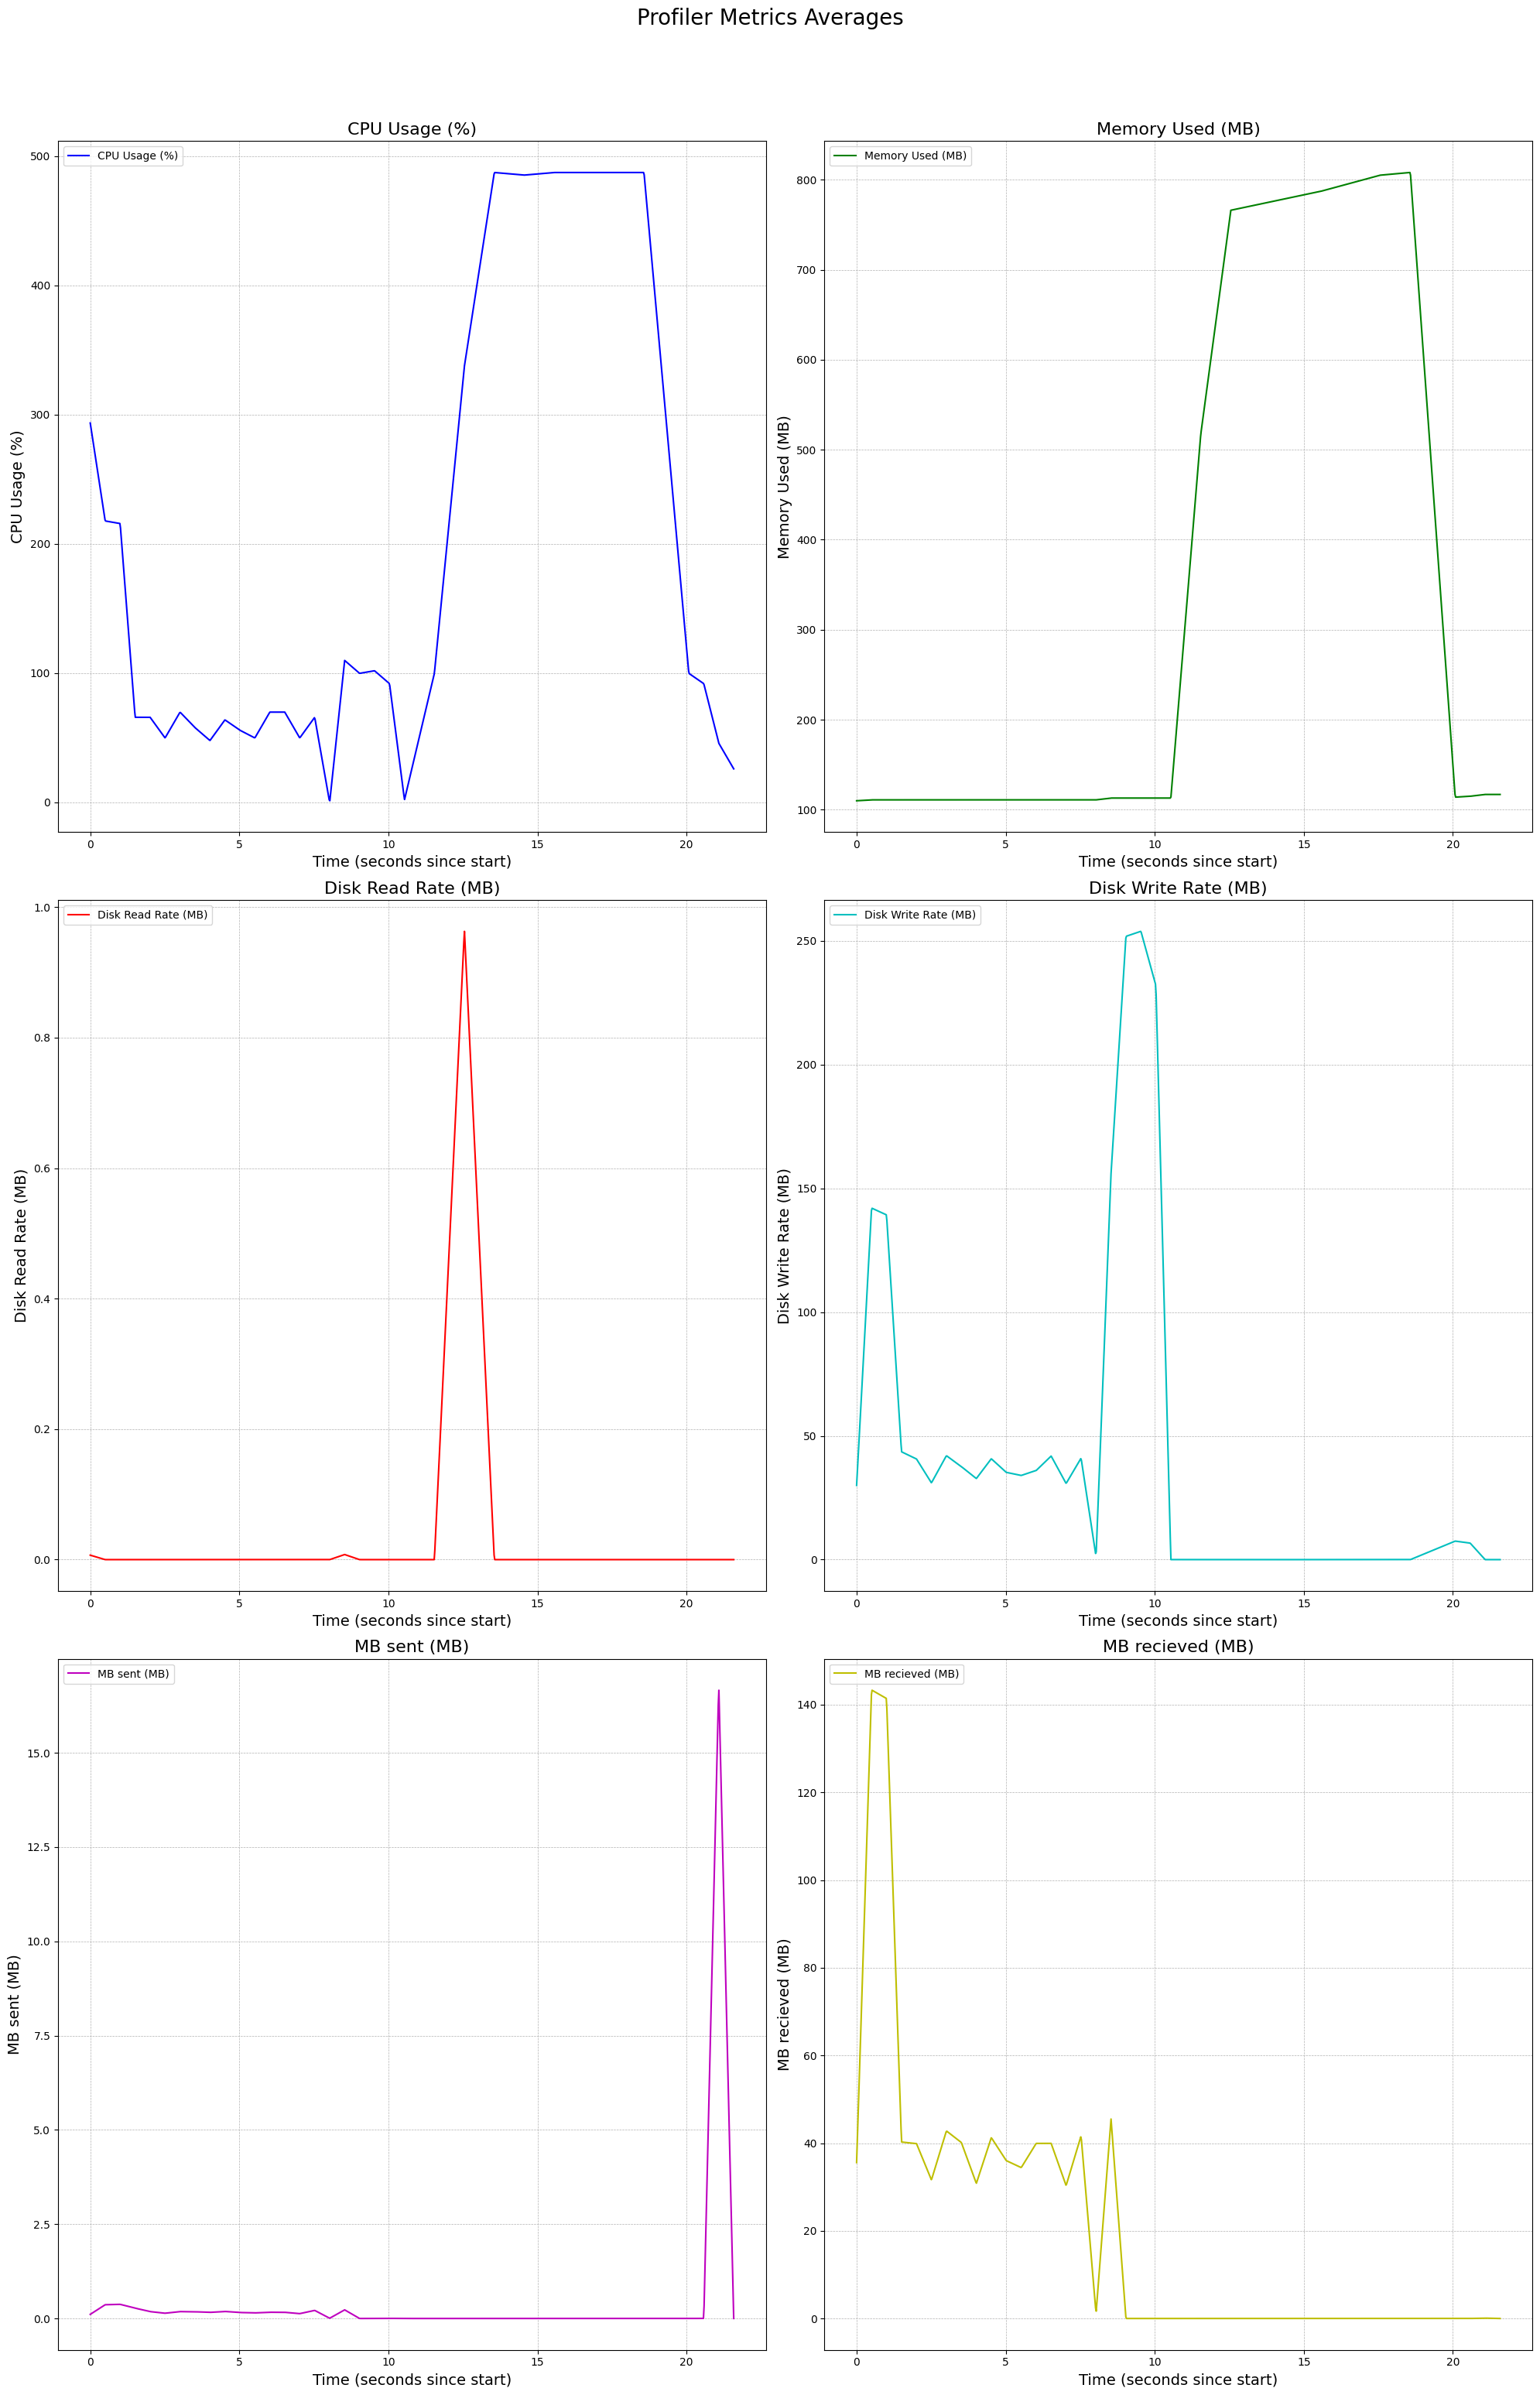 Profiler Metrics Averages
CPU Usage (%)
CPU Usage (%)
CPU Usage (%)
500
400
300
200
100
0
0 5 10 15 20
Time (seconds since start)
Memory Used (MB)
Memory Used (MB)
Memory Used (MB)
800
700
600
500
400
300
200
100
0 5 10 15 20
Time (seconds since start)
Disk Read Rate (MB)
Disk Read Rate (MB)
Disk Read Rate (MB)
1.0
0.8
0.6
0.4
0.2
0.0
0 5 10 15 20
Time (seconds since start)
Disk Write Rate (MB)
Disk Write Rate (MB)
Disk Write Rate (MB)
250
200
150
100
50
0
0 5 10 15 20
Time (seconds since start)
MB sent (MB)
MB sent (MB)
MB sent (MB)
15.0
12.5
10.0
7.5
5.0
2.5
0.0
0 5 10 15 20
Time (seconds since start)
MB recieved (MB)
MB recieved (MB)
MB recieved (MB)
140
120
100
80
60
40
20
0
0 5 10 15 20
Time (seconds since start)